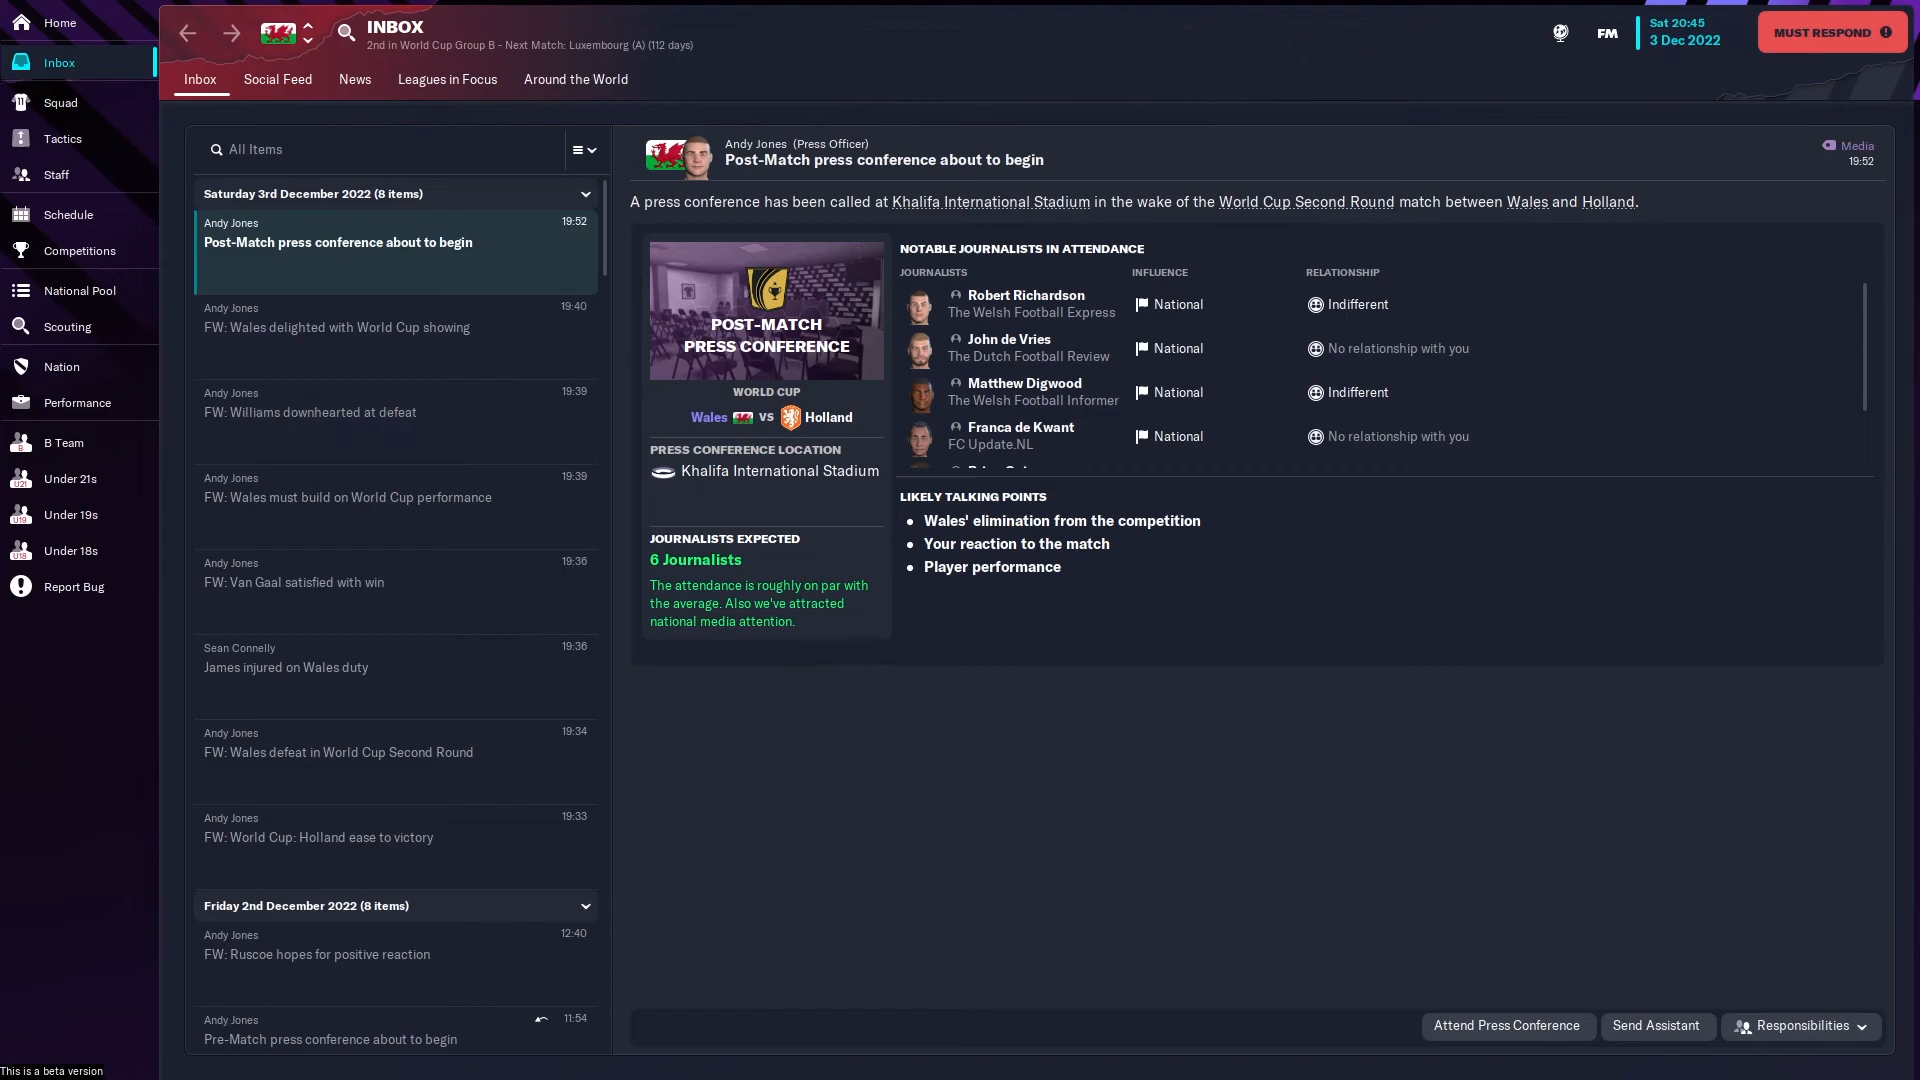 Home
Inbox
Squad
Tactics
Staff
Schedule
Competitions
National Pool
Scouting
Nation
Performance
B Team
Under 21s
Under 19s
Under 18s
Report Bug
This is a beta version
INBOX
2nd in World Cup Group B - Next Match: Luxembourg (A) (112 days)
FM
Sat 20:45
3 Dec 2022
MUST RESPOND
Inbox Social Feed News Leagues in Focus Around the World
All Items
Saturday 3rd December 2022 (8 items)
Andy Jones 19:52
Post-Match press conference about to begin
Andy Jones 19:40
FW: Wales delighted with World Cup showing
Andy Jones 19:39
FW: Williams downhearted at defeat
Andy Jones 19:39
FW: Wales must build on World Cup performance
Andy Jones 19:36
FW: Van Gaal satisfied with win
Sean Connelly 19:36
James injured on Wales duty
Andy Jones 19:34
FW: Wales defeat in World Cup Second Round
Andy Jones 19:33
FW: World Cup: Holland ease to victory
Friday 2nd December 2022 (8 items)
Andy Jones 12:40
FW: Ruscoe hopes for positive reaction
Andy Jones 11:54
Pre-Match press conference about to begin
Andy Jones (Press Officer)
Post-Match press conference about to begin
Media
19:52
A press conference has been called at Khalifa International Stadium in the wake of the World Cup Second Round match between Wales and Holland.
POST-MATCH
PRESS CONFERENCE
WORLD CUP
Wales VS Holland
PRESS CONFERENCE LOCATION
Khalifa International Stadium
JOURNALISTS EXPECTED
6 Journalists
The attendance is roughly on par with
the average. Also we've attracted
national media attention.
NOTABLE JOURNALISTS IN ATTENDANCE
JOURNALISTS INFLUENCE RELATIONSHIP
Robert Richardson
The Welsh Football Express
National Indifferent
John de Vries
The Dutch Football Review
National No relationship with you
Matthew Digwood
The Welsh Football Informer
National Indifferent
Franca de Kwant
FC Update.NL
National No relationship with you
LIKELY TALKING POINTS
Wales' elimination from the competition
Your reaction to the match
Player performance
Attend Press Conference Send Assistant Responsibilities